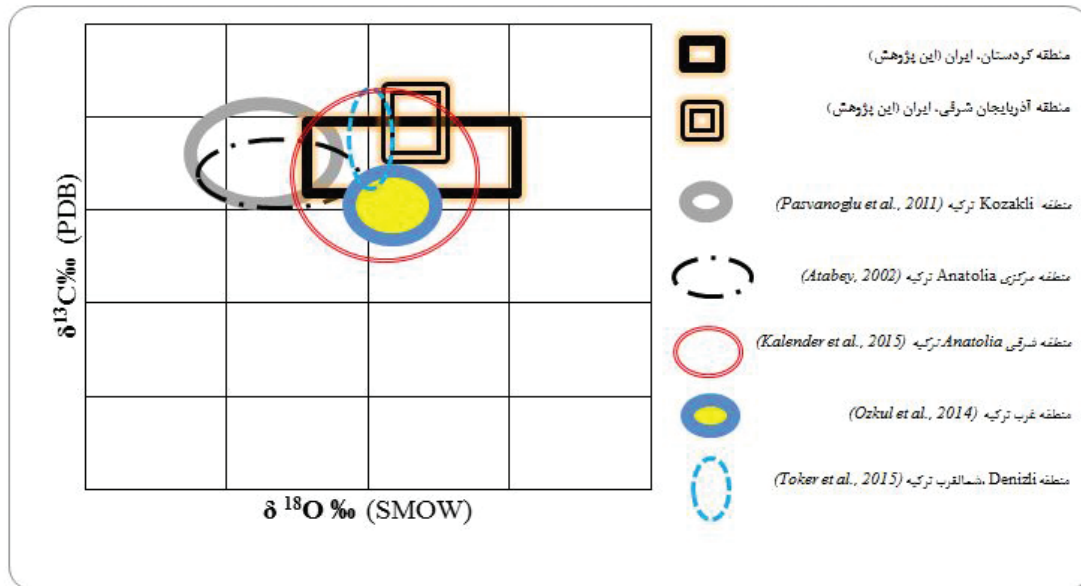 δ¹³C‰ (PDB)
δ ¹⁸O ‰ (SMOW)
منطقه کردستان، ایران (این پژوهش)
منطقه آذربایجان شرقی، ایران (این پژوهش)
منطقه Kozakli ترکیه (Pasvanoglu et al., 2011)
منطقه مرکزی Anatolia ترکیه (Atabey, 2002)
منطقه شرقی Anatolia ترکیه (Kalender et al., 2015)
منطقه غرب ترکیه (Ozkul et al., 2014)
منطقه Denizli ،شمالقرب ترکیه (Toker et al., 2015)